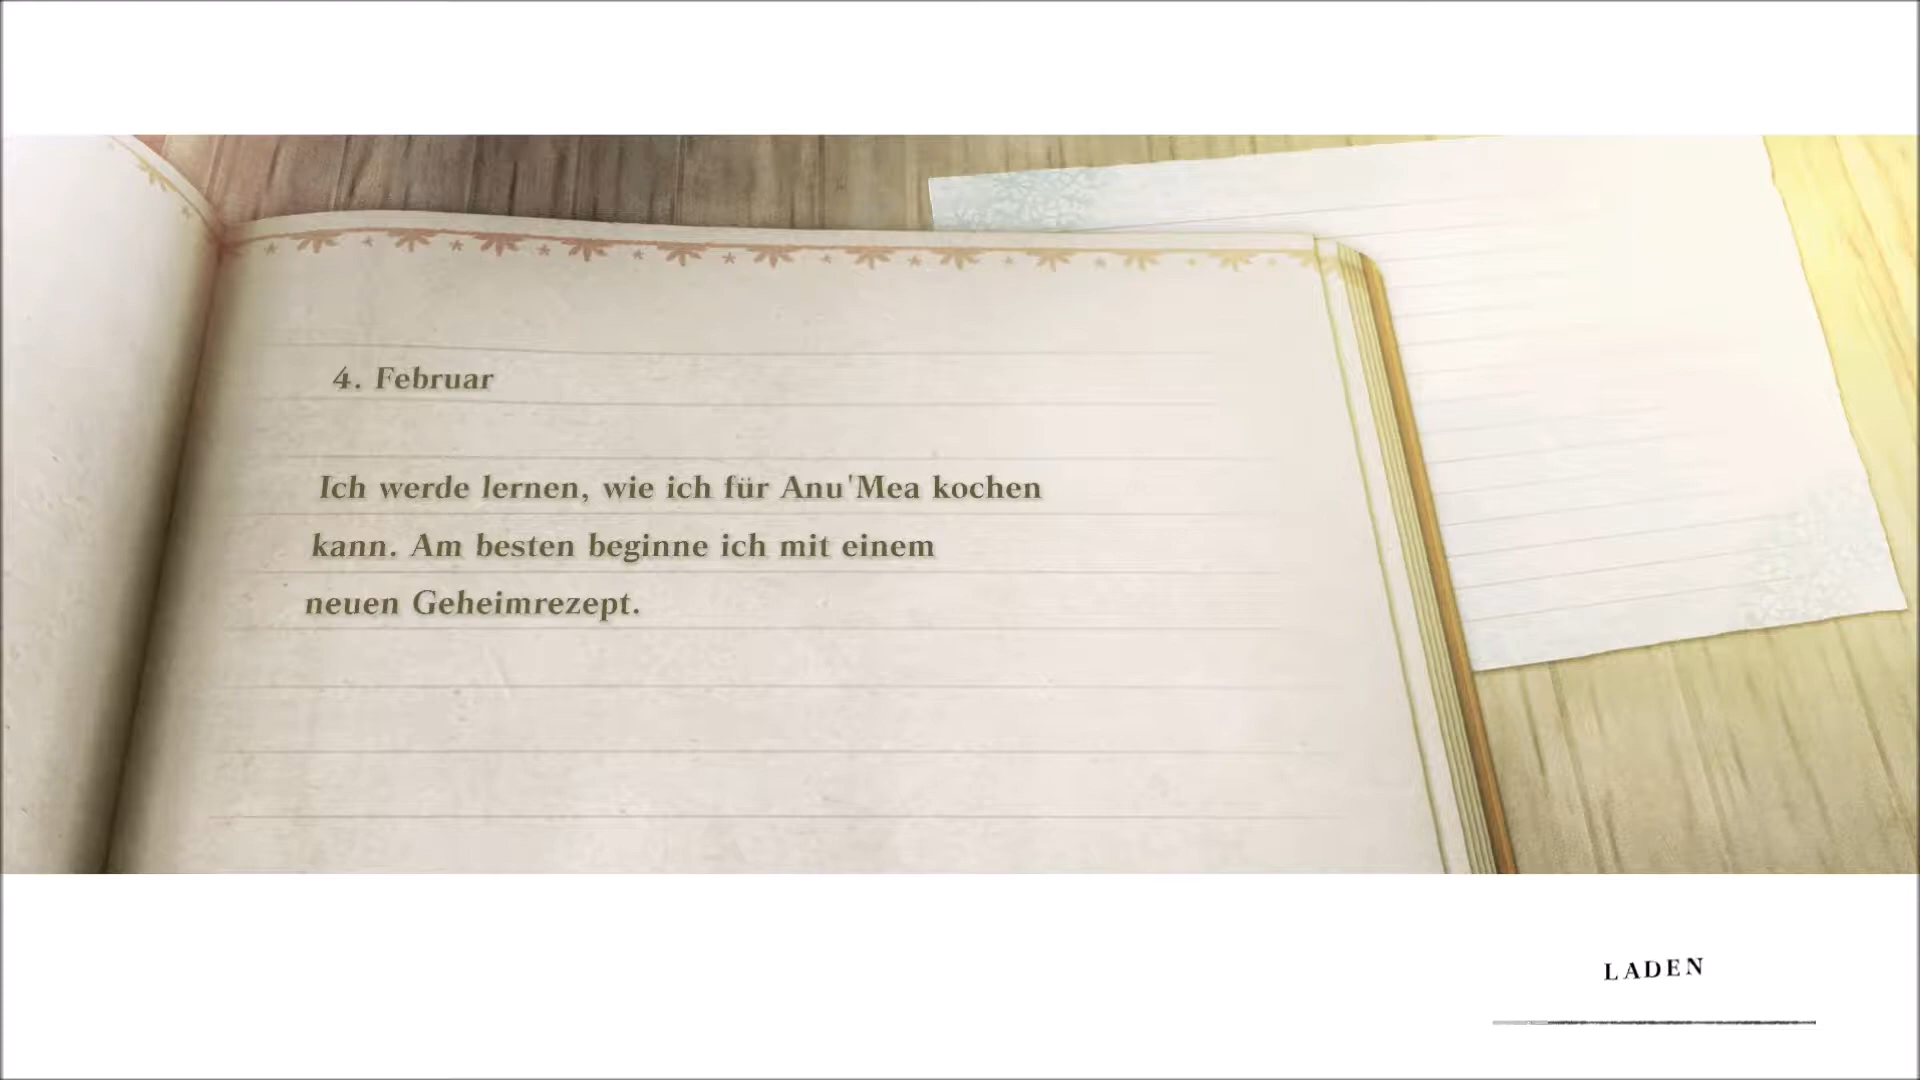 4. Februar
Ich werde lernen, wie ich für Anu'Mea kochen
kann. Am besten beginne ich mit einem
neuen Geheimrezept.
LADEN